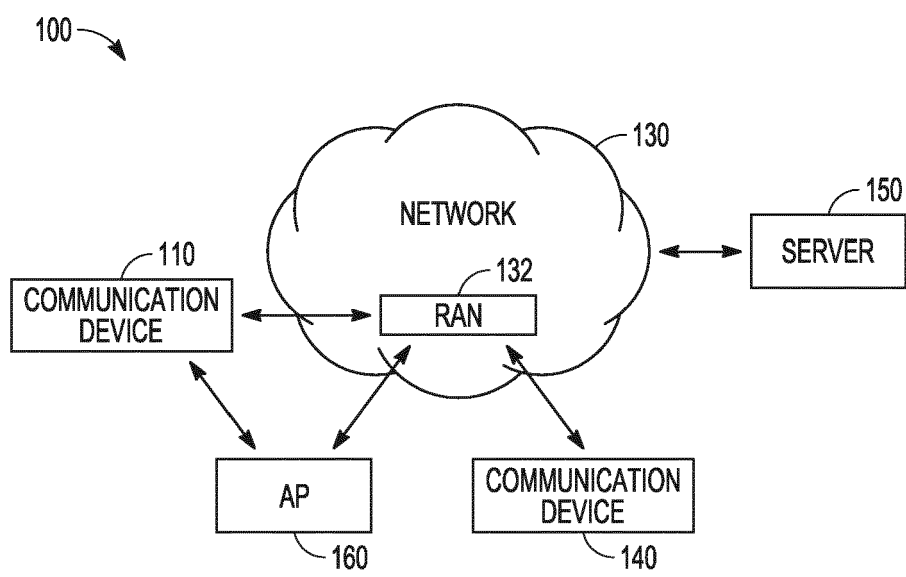 100
130
NETWORK
150
SERVER
110
COMMUNICATION
DEVICE
132
RAN
AP
160
COMMUNICATION
DEVICE
140